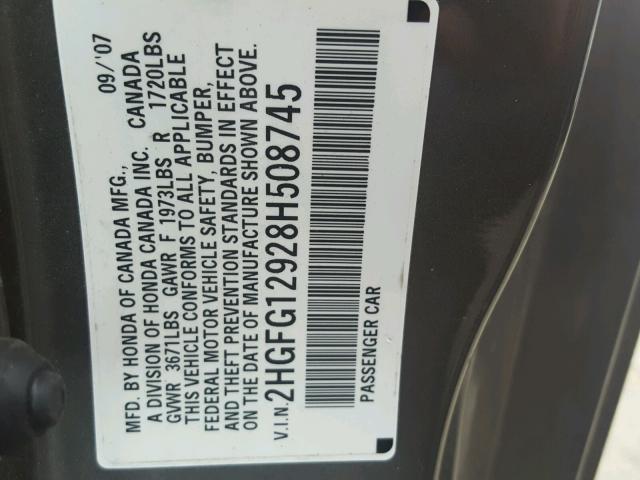 MFD. BY HONDA OF CANADA MFG., 09/'07
A DIVISION OF HONDA CANADA INC. CANADA
GVWR 3671LBS GAWR F 1973LBS R 1720LBS
THIS VEHICLE CONFORMS TO ALL APPLICABLE
FEDERAL MOTOR VEHICLE SAFETY, BUMPER,
AND THEFT PREVENTION STANDARDS IN EFFECT
ON THE DATE OF MANUFACTURE SHOWN ABOVE.
V.I.N. 2HGFG12928H508745
PASSENGER CAR